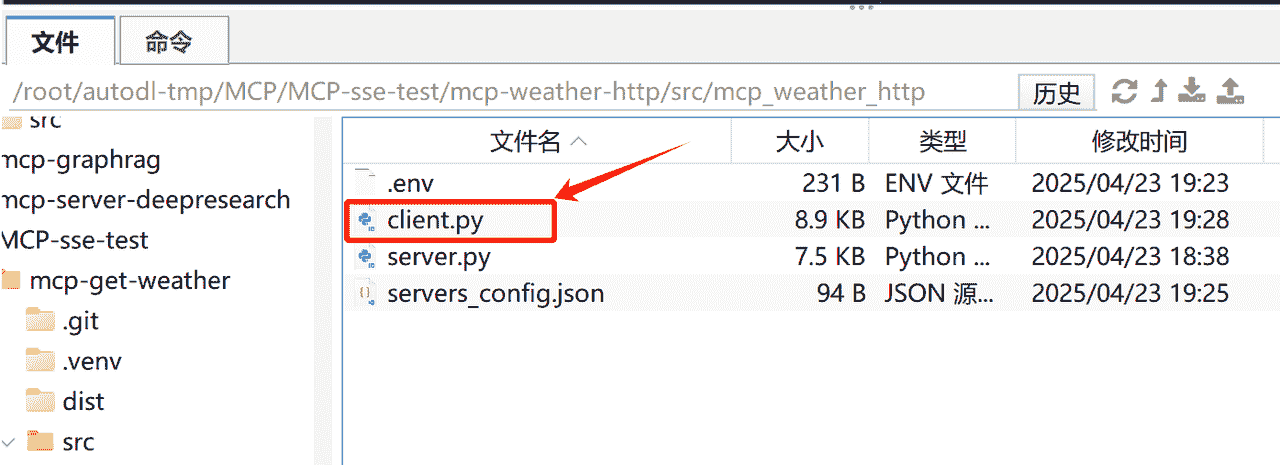 文件 命令
/root/autodl-tmp/MCP/MCP-sse-test/mcp-weather-http/src/mcp_weather_http 历史
src
mcp-graphrag
mcp-server-deepresearch
MCP-sse-test
mcp-get-weather
.git
.venv
dist
src
文件名 大小 类型 修改时间
.env 231 B ENV 文件 2025/04/23 19:23
client.py 8.9 KB Python ... 2025/04/23 19:28
server.py 7.5 KB Python ... 2025/04/23 18:38
servers_config.json 94 B JSON 源... 2025/04/23 19:25